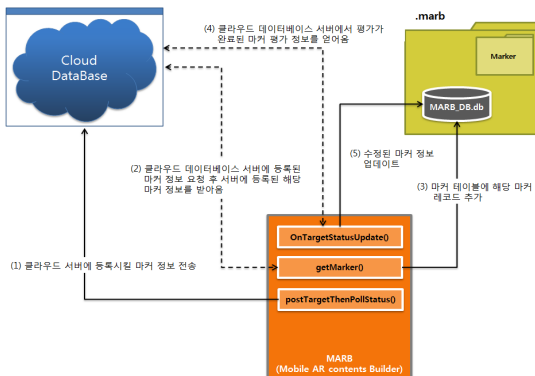 (4) 클라우드 데이터베이스 서버에서 평가가
완료된 마커 평가 정보를 얻어옴
.marb
Cloud
DataBase
Marker
MARB_DB.db
(5) 수정된 마커 정보
업데이트
(2) 클라우드 데이터베이스 서버에 등록된
마커 정보 요청 후 서버에 등록된 해당
마커 정보를 받아옴
(3) 마커 테이블에 해당 마커
레코드 추가
OnTargetStatusUpdate()
(1) 클라우드 서버에 등록시킬 마커 정보 전송
getMarker()
postTargetThenPollStatus()
MARB
(Mobile AR contents Builder)